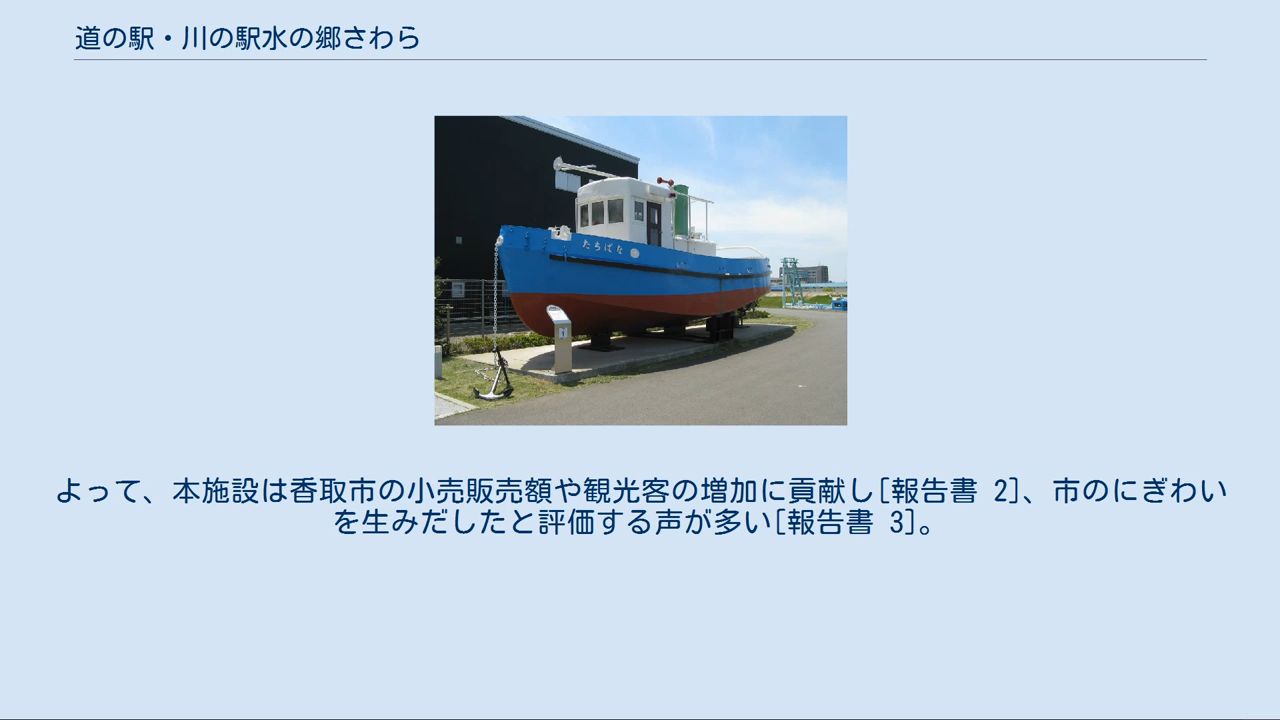 道の駅・川の駅水の郷さわら
たちばな
よって、本施設は香取市の小売販売額や観光客の増加に貢献し[報告書 2]、市のにぎわい
を生みだしたと評価する声が多い[報告書 3]。